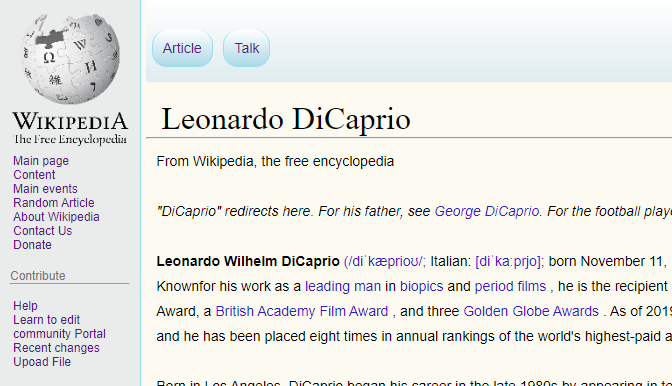 Article
Talk
Ω
W
И
維
WIKIPEDIA
The Free Encyclopedia
Main page
Content
Main events
Random Article
About Wikipedia
Contact Us
Donate
Contribute
Help
Learn to edit
community Portal
Recent changes
Upoad File
Leonardo DiCaprio
From Wikipedia, the free encyclopedia
"DiCaprio" redirects here. For his father, see George DiCaprio. For the football
Leonardo Wilhelm DiCaprio (/diˈkæprioʊ/; Italian: [diˈkaːprjo]; born November 11,
Knownfor his work as a leading man in biopics and period films , he is the recipient
Award, a British Academy Film Award , and three Golden Globe Awards . As of
and he has been placed eight times in annual rankings of the world's highest-paid
Born in Los Angeles, DiCaprio began his career in the late 1980s by appearing in